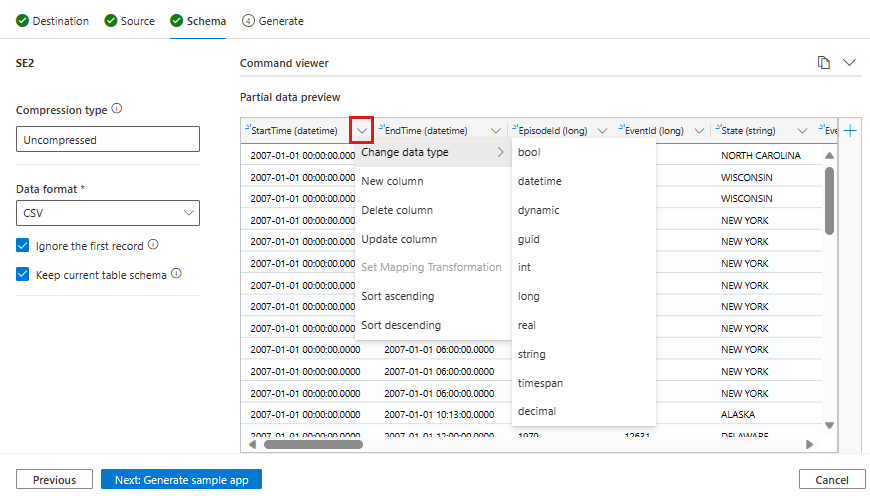 Destination Source Schema 4 Generate
SE2
Command viewer
Compression type
Uncompressed
Data format *
CSV
Ignore the first record
Keep current table schema
Partial data preview
StartTime (datetime) EndTime (datetime) EpisodeId (long) EventId (long) State (string) Eve
2007-01-01 00:00:00.0000 NORTH CAROLINA
2007-01-01 00:00:00.000 WISCONSIN
2007-01-01 00:00:00.000 WISCONSIN
2007-01-01 00:00:00.000 NEW YORK
2007-01-01 00:00:00.000 NEW YORK
2007-01-01 00:00:00.000 NEW YORK
2007-01-01 00:00:00.000 NEW YORK
2007-01-01 00:00:00.000 NEW YORK
2007-01-01 00:00:00.000 NEW YORK
2007-01-01 00:00:00.0000 2007-01-01 06:00:00.0000 NEW YORK
2007-01-01 00:00:00.0000 2007-01-01 06:00:00.0000 NEW YORK
2007-01-01 00:00:00.0000 2007-01-01 06:00:00.0000 NEW YORK
2007-01-01 00:00:00.0000 2007-01-01 10:13:00.0000 ALASKA
2007-01-01 00:00:00.0000 2007-01-01 12:00:00.0000 1979 12631 DELAWARE
Change data type
New column
Delete column
Update column
Set Mapping Transformation
Sort ascending
Sort descending
bool
datetime
dynamic
guid
int
long
real
string
timespan
decimal
Previous Next: Generate sample app Cancel